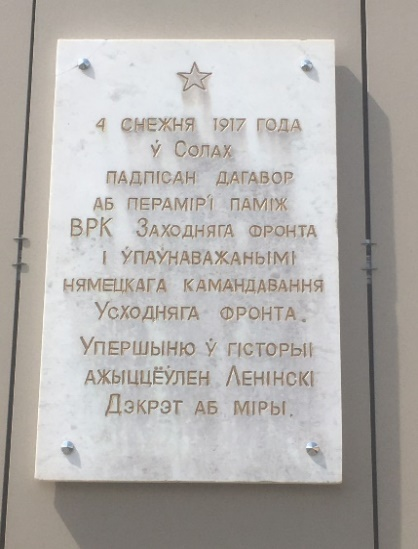 4 СНЕЖНЯ 1917 ГОДА
Ў СОЛАХ
ПАДПІСАН ДАГАВОР
АБ ПЕРАМІР'І ПАМІЖ
ВРК ЗАХОДНЯГА ФРОНТА
І ЎПАЎНАВАЖАНЫМІ
НЯМЕЦКАГА КАМАНДАВАННЯ
УСХОДНЯГА ФРОНТА.
УПЕРШЫНЮ Ў ГІСТОРЫІ
АЖЫЦЦЁЎЛЕН ЛЕНІНСКІ
ДЭКРЭТ АБ МІРЫ.